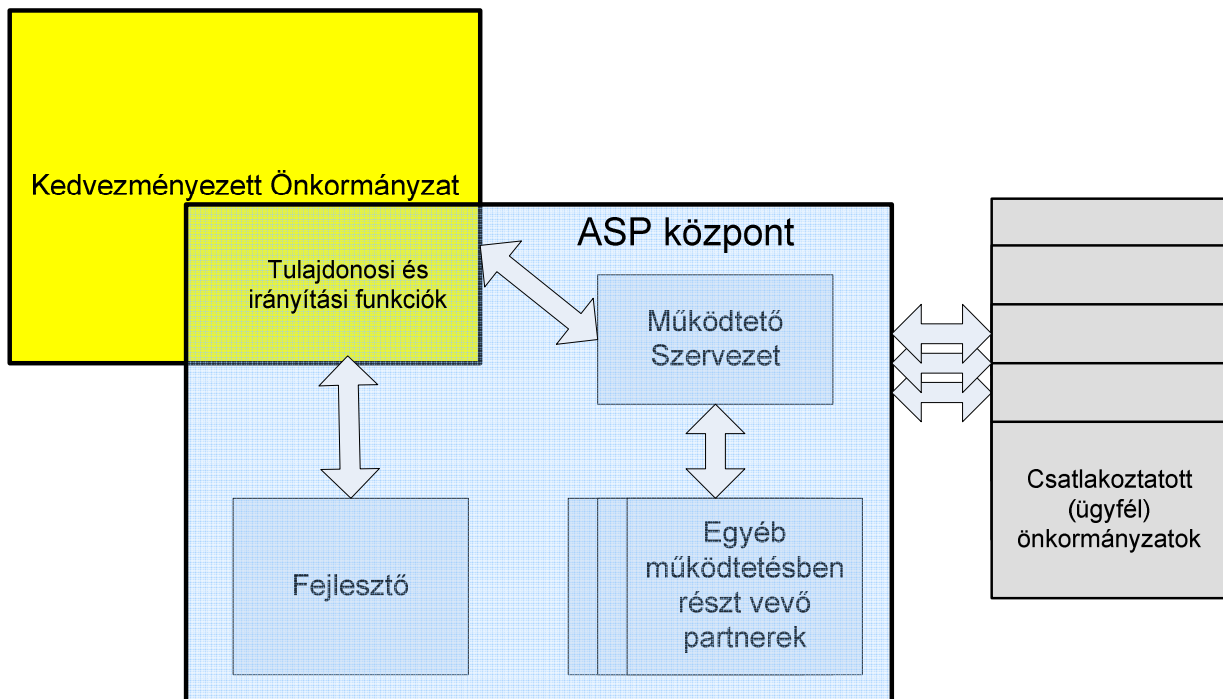 Kedvezményezett Önkormányzat
ASP központ
Tulajdonosi és
irányítási funkciók
Működtető
Szervezet
Fejlesztő
Egyéb
működtetésben
részt vevő
partnerek
Csatlakoztatott
(ügyfél)
önkormányzatok